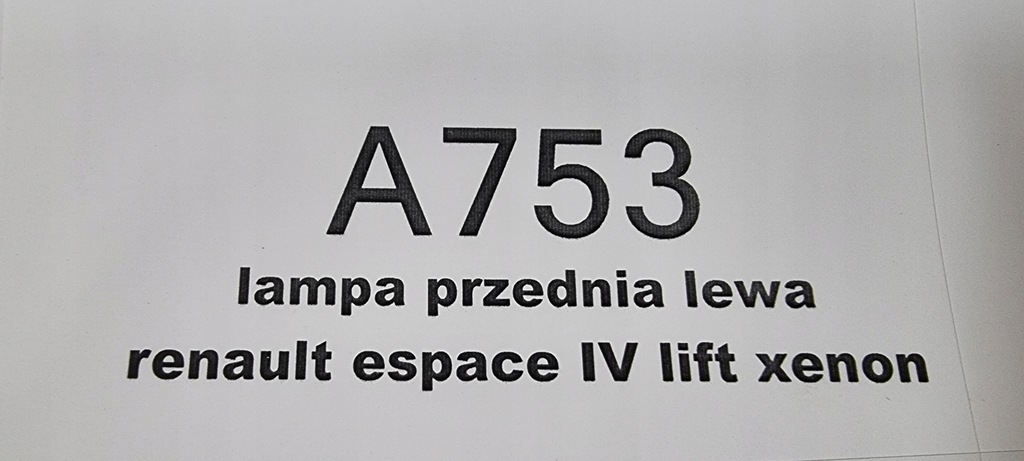 A753
lampa przednia lewa
renault espace IV lift xenon